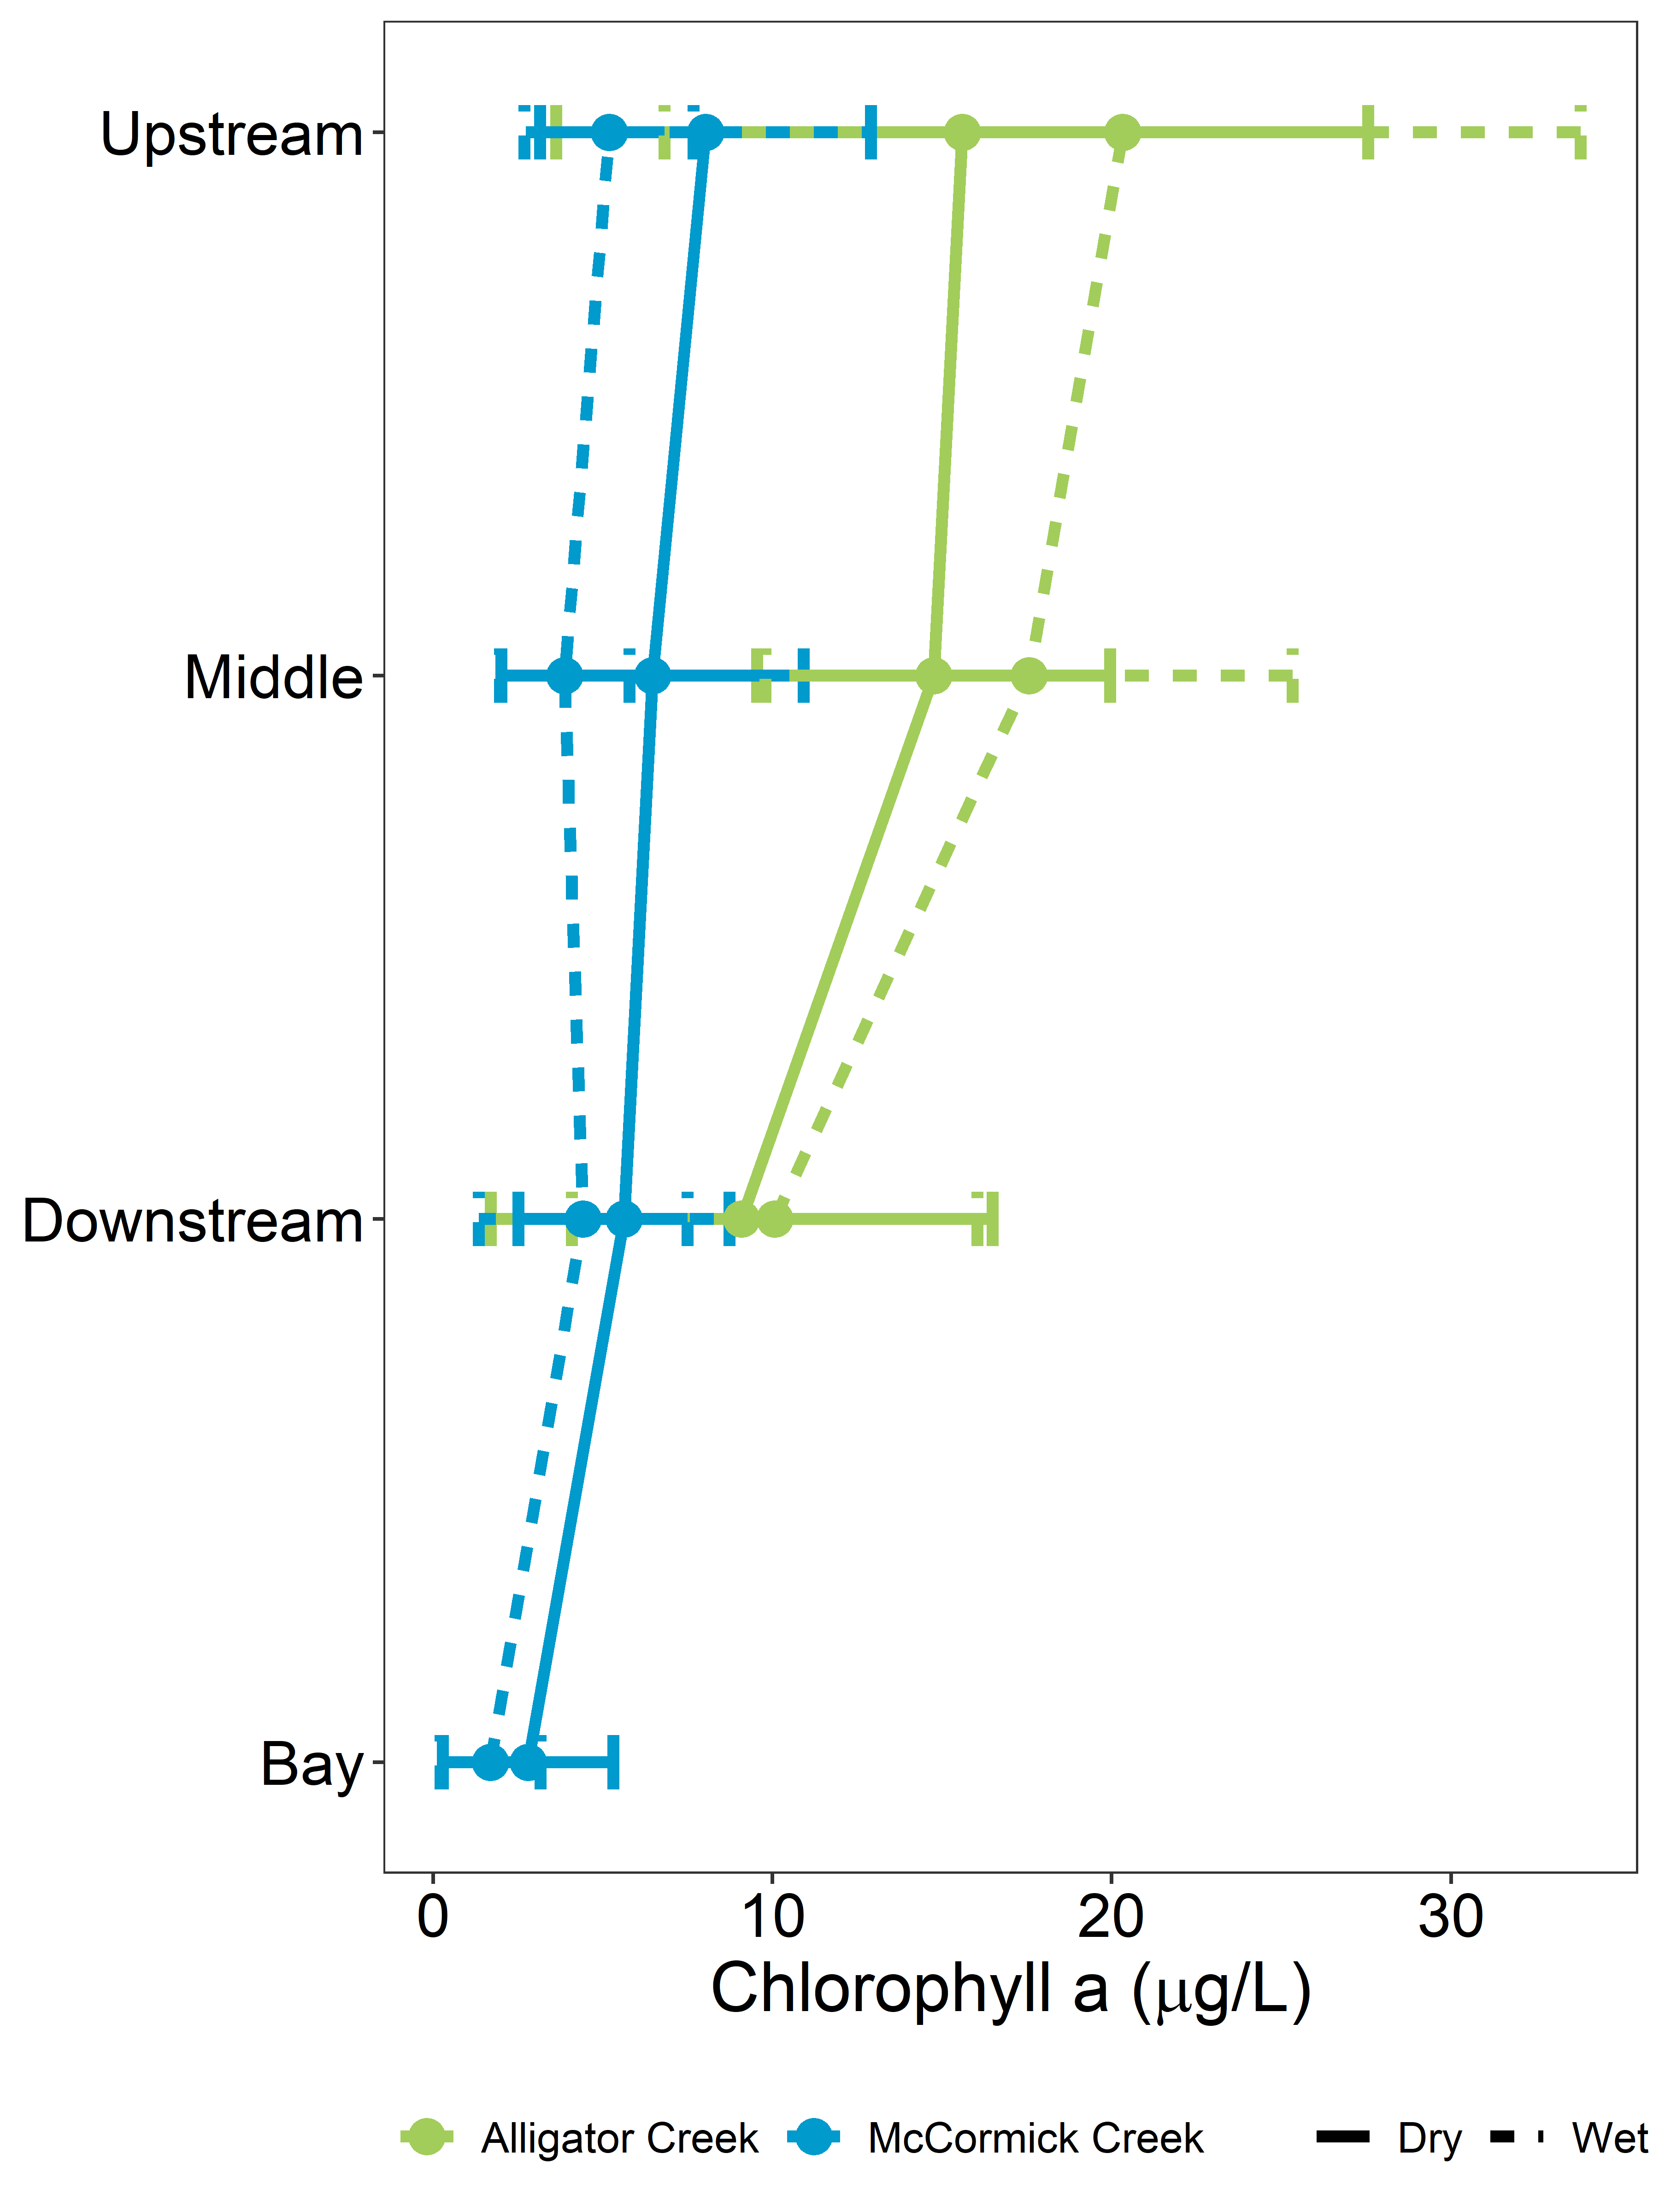 Upstream
Middle
Downstream
Bay
0 10 20 30
Chlorophyll a (μg/L)
Alligator Creek McCormick Creek Dry Wet